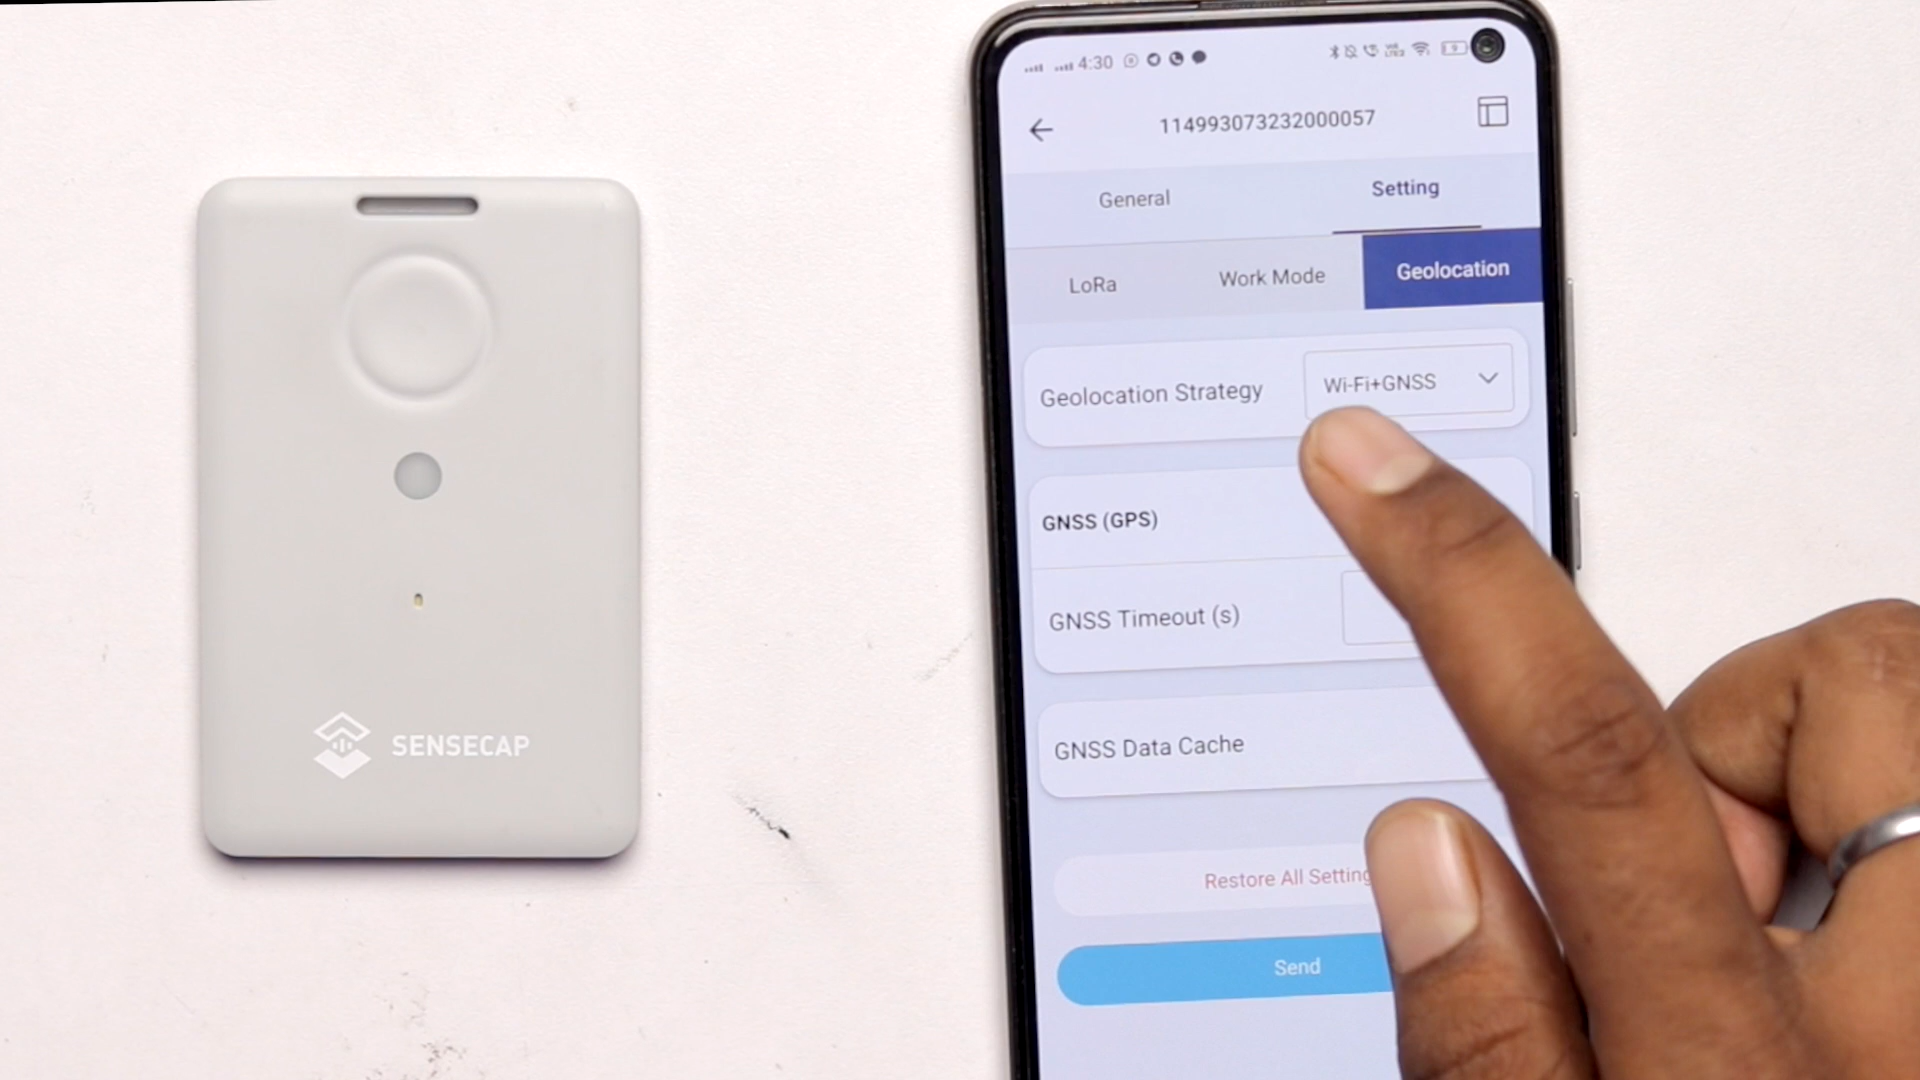 SENSECAP
4:30
114993073232000057
General Setting
LoRa Work Mode Geolocation
Geolocation Strategy Wi-Fi+GNSS
GNSS (GPS)
GNSS Timeout (s)
GNSS Data Cache
Restore All Setting
Send